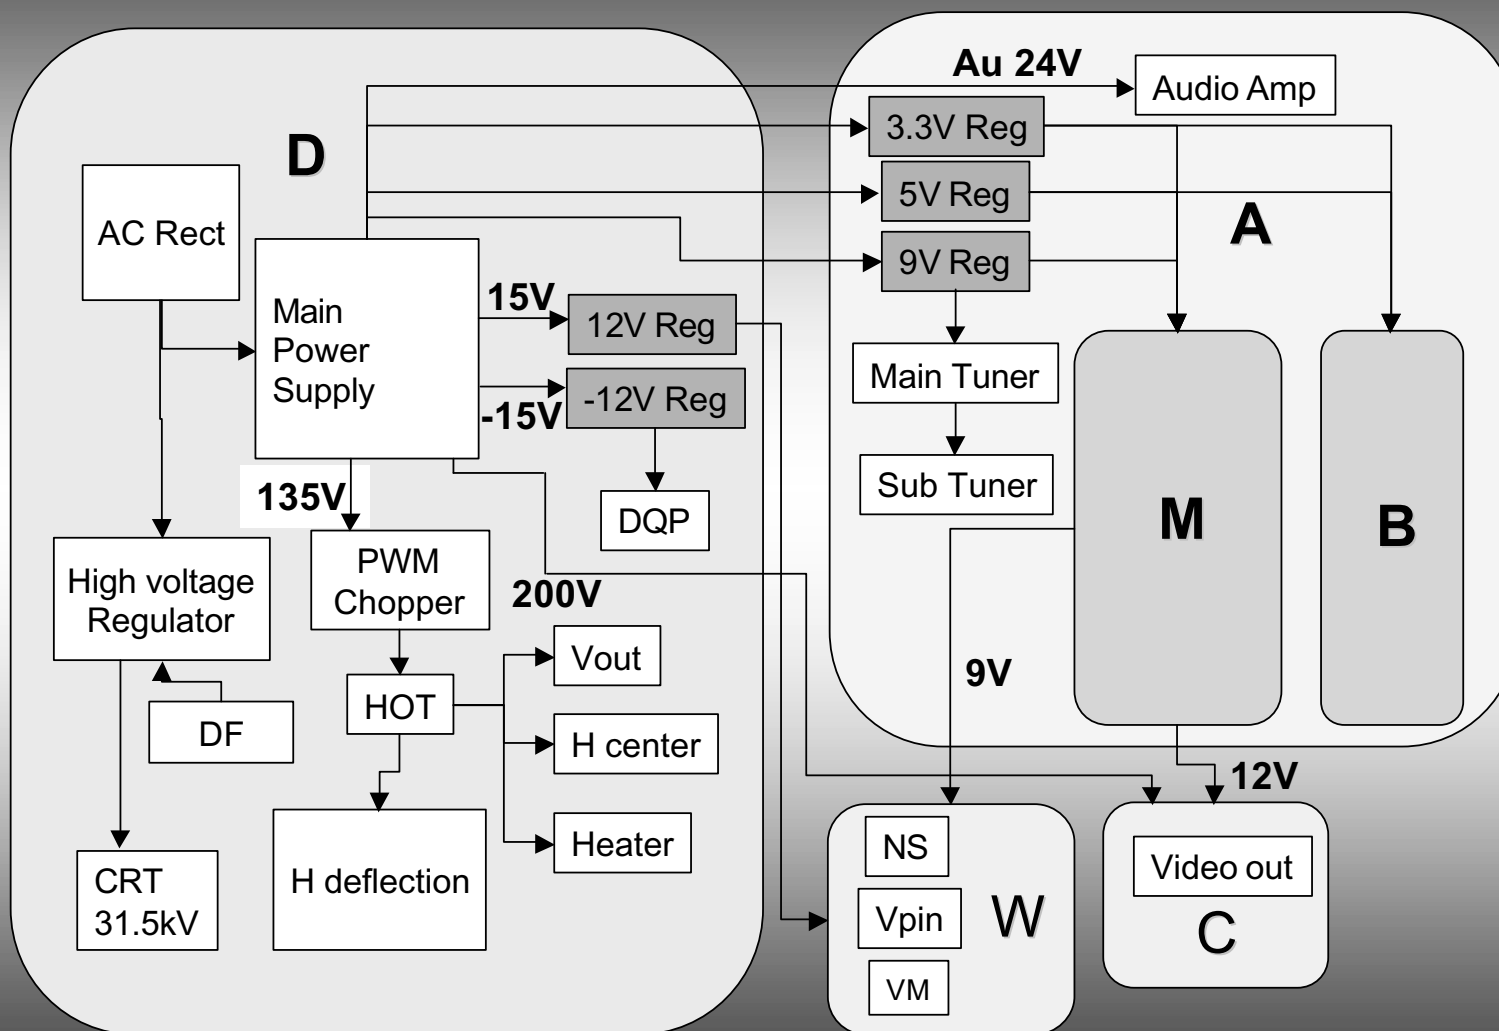 Au 24V
Audio Amp
3.3V Reg
D
5V Reg
A
AC Rect
9V Reg
15V
Main
Power
Supply
12V Reg
Main Tuner
-12V Reg
-15V
135V
Sub Tuner
DQP
M
B
PWM
Chopper
High voltage
Regulator
200V
Vout
9V
HOT
DF
H center
12V
Heater
NS
Video out
CRT
31.5kV
H deflection
Vpin
W
C
VM